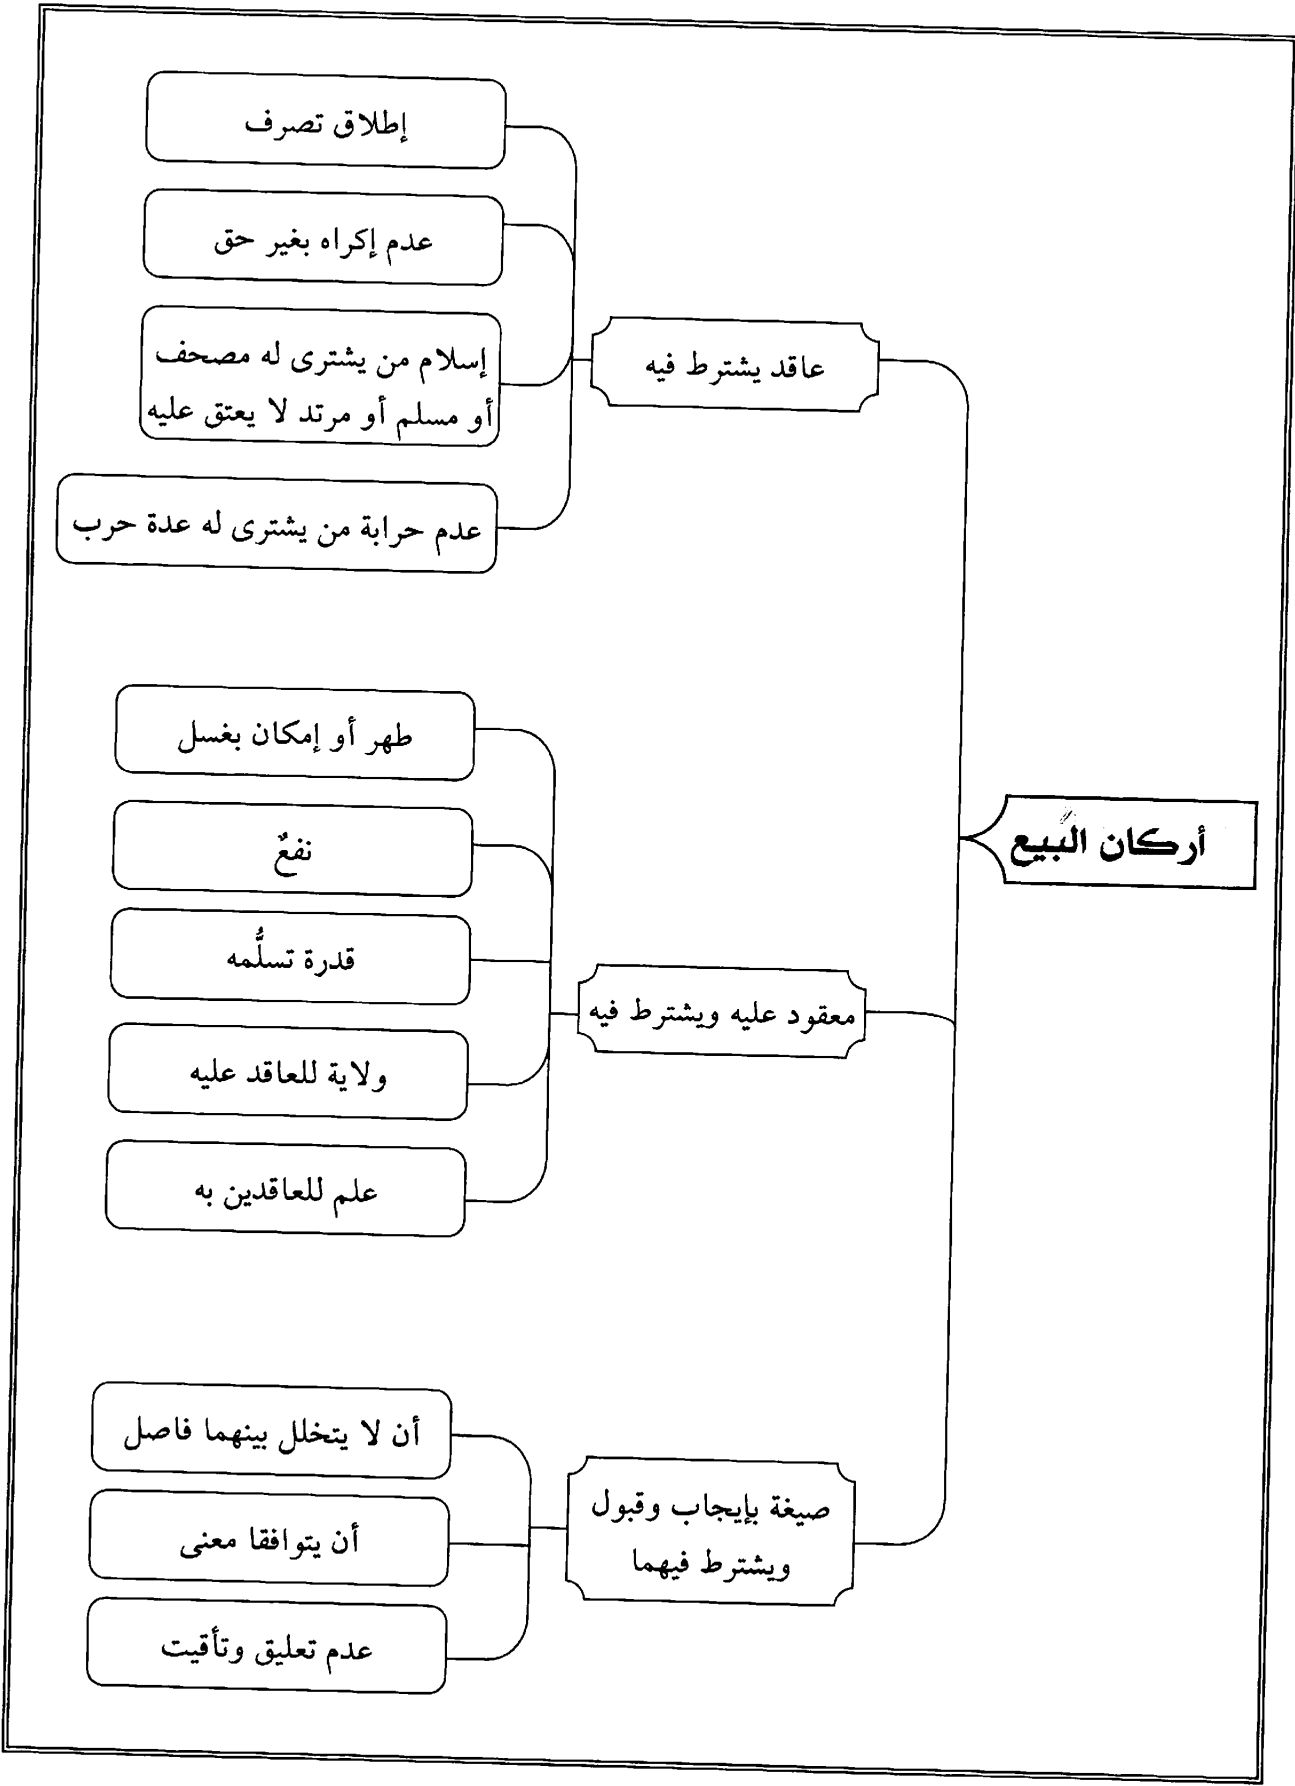 أركان البيع
عاقد يشترط فيه
إطلاق تصرف
عدم إكراه بغير حق
إسلام من يشترى له مصحف
أو مسلم أو مرتد لا يعتق عليه
عدم حرابة من يشترى له عدة حرب
معقود عليه ويشترط فيه
طهر أو إمكان بغسل
نفعٌ
قدرة تسلُّمه
ولاية للعاقد عليه
علم للعاقدين به
صيغة بإيجاب وقبول
ويشترط فيهما
أن لا يتخلل بينهما فاصل
أن يتوافقا معنى
عدم تعليق وتأقيت